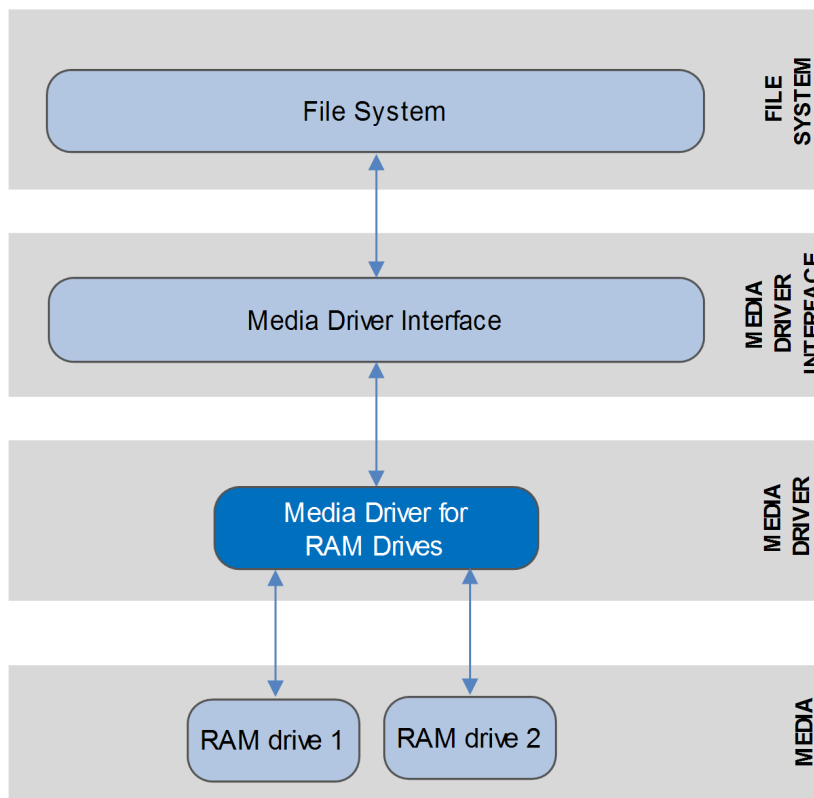 File System
FILE
SYSTEM
Media Driver Interface
MEDIA
DRIVER
INTERFACE
Media Driver for
RAM Drives
MEDIA
DRIVER
RAM drive 1
RAM drive 2
MEDIA